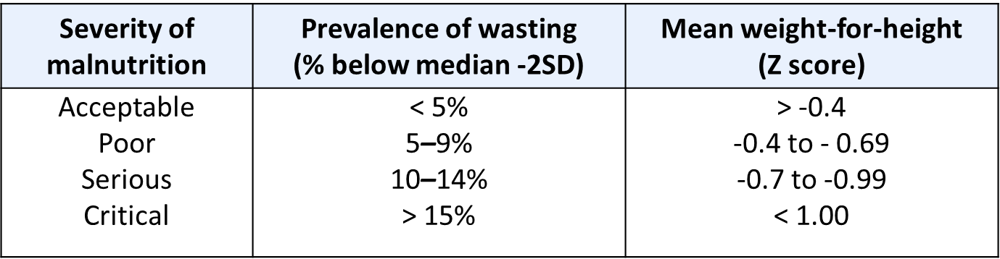 Severity of malnutrition Prevalence of wasting (% below median -2SD) Mean weight-for-height (Z score)
Acceptable < 5% > -0.4
Poor 5–9% -0.4 to - 0.69
Serious 10–14% -0.7 to -0.99
Critical > 15% < 1.00